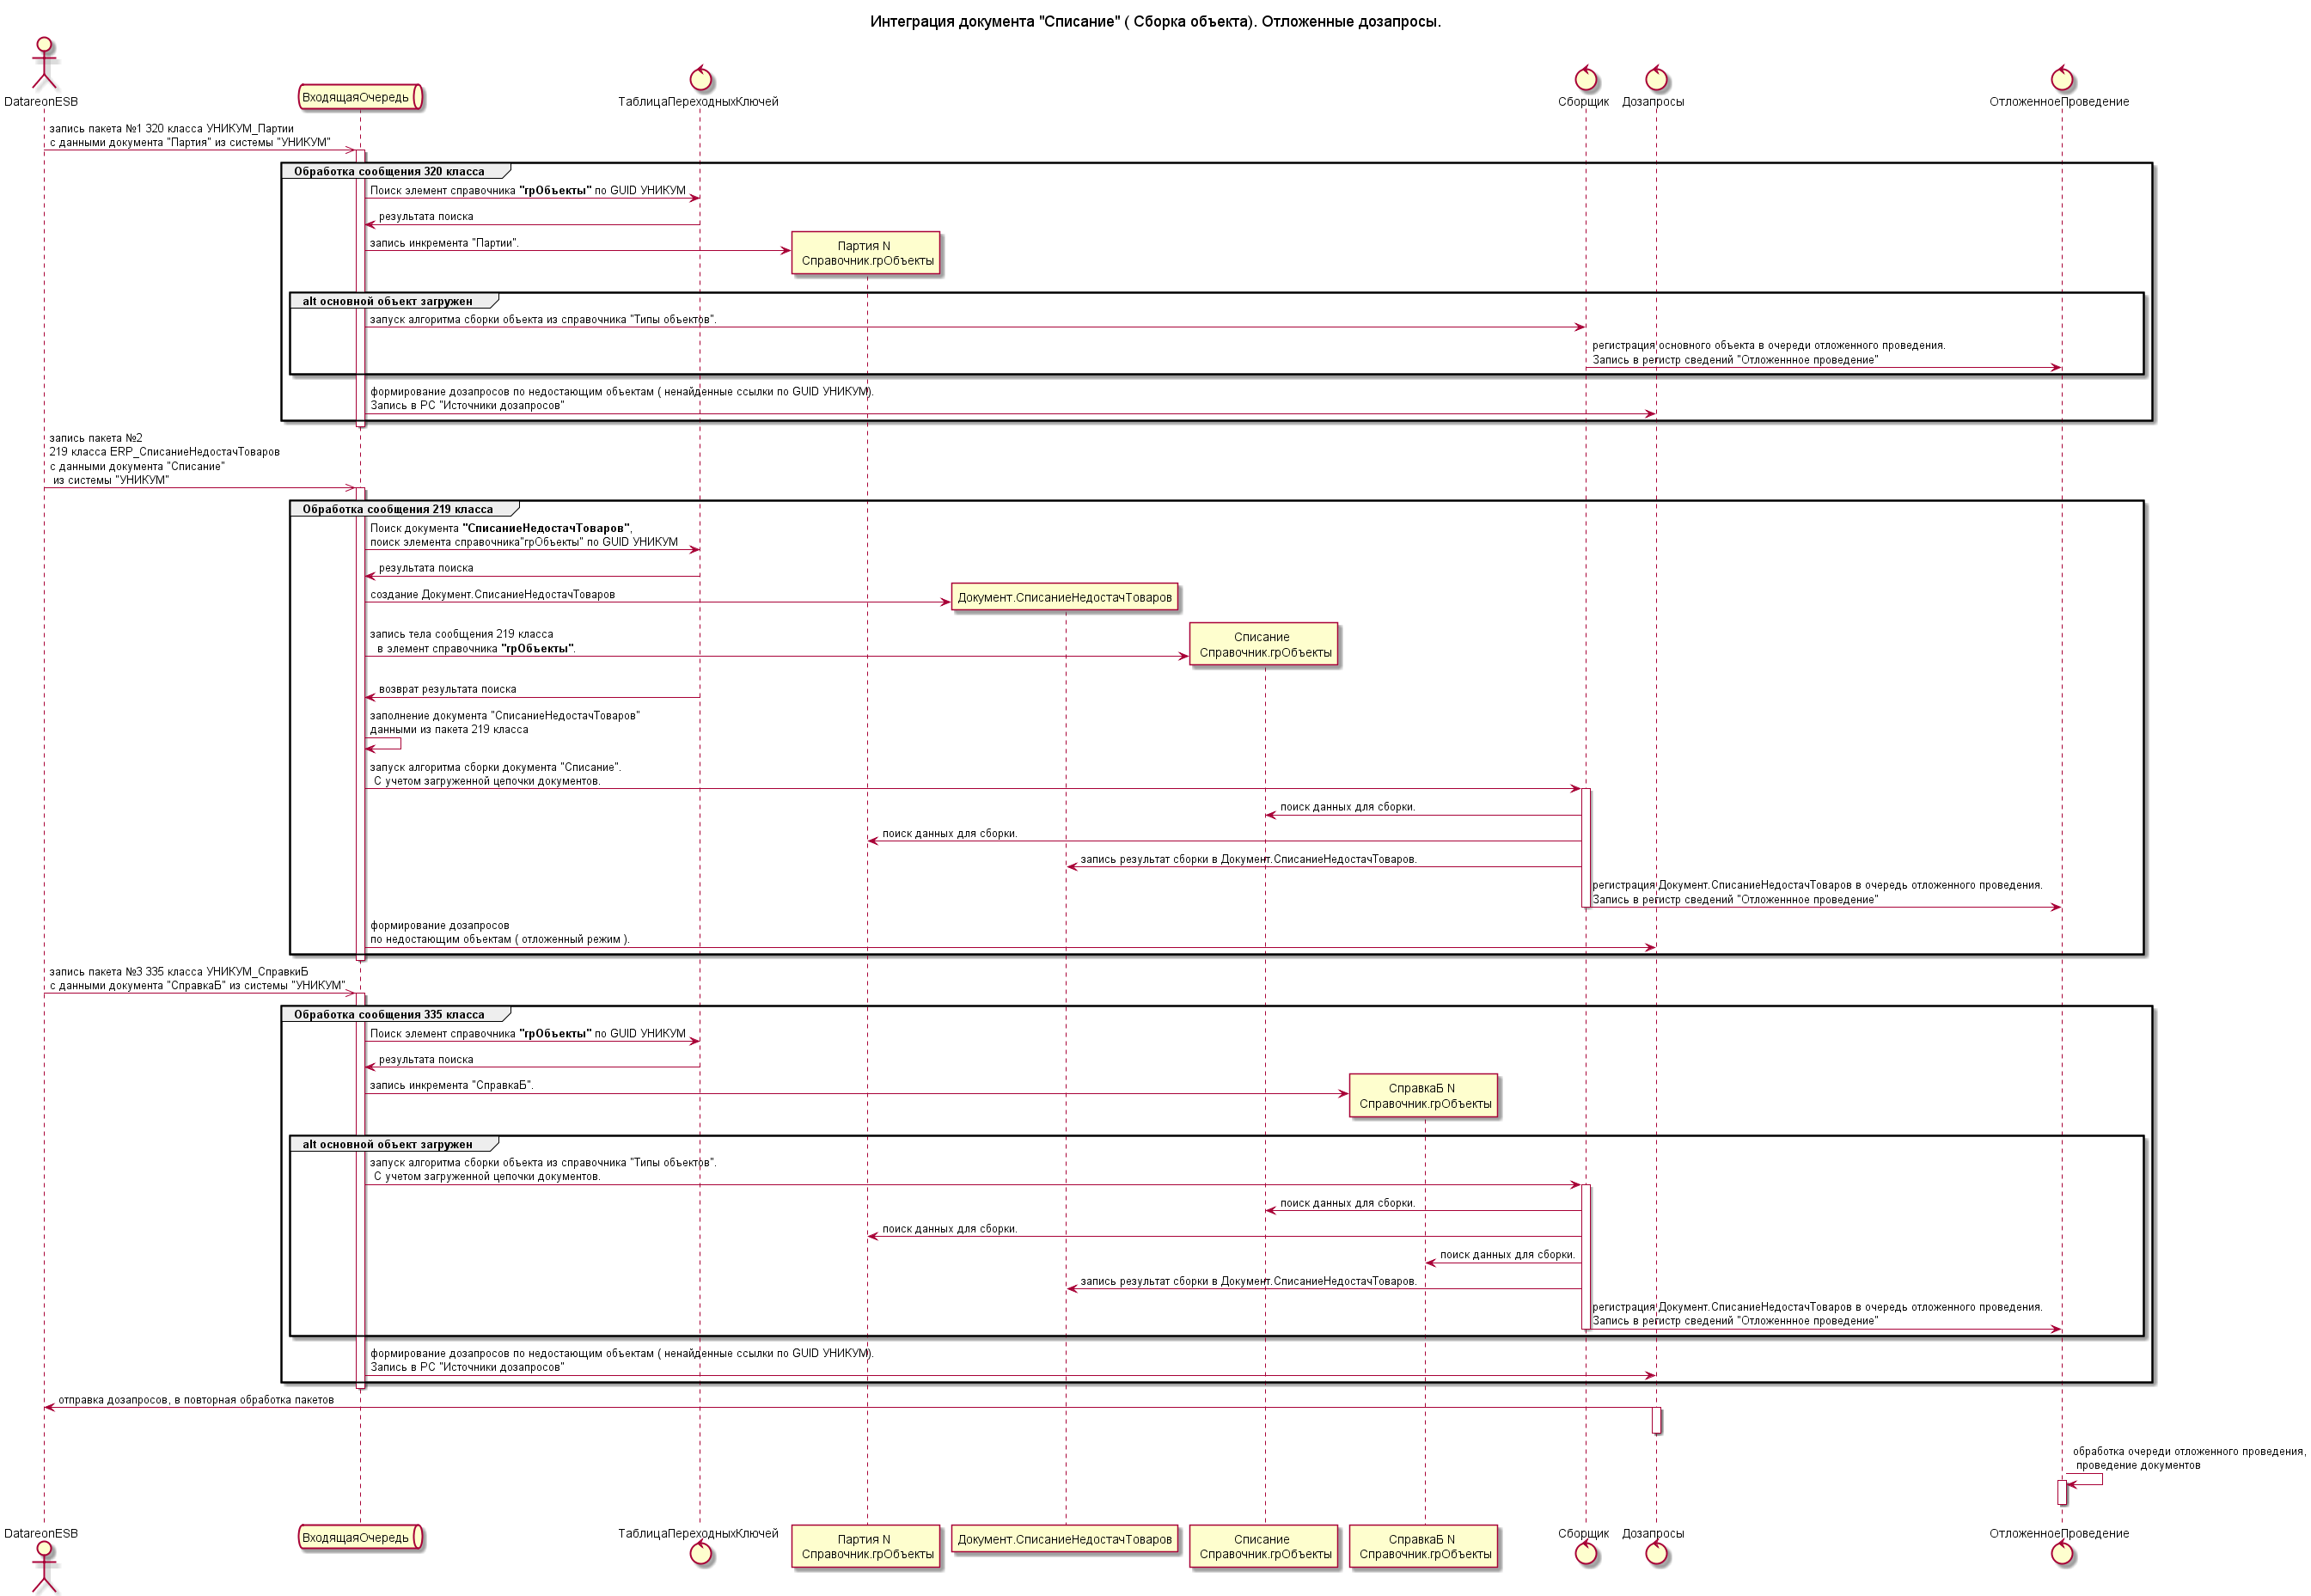 Интеграция документа "Списание" ( Сборка объекта). Отложенные дозапросы.
DatareonESB
ВходящаяОчередь
ТаблицаПереходныхКлючей
Сборщик
Дозапросы
ОтложенноеПроведение
запись пакета №1 320 класса УНИКУМ_Партии
с данными документа "Партия" из системы "УНИКУМ"
Обработка сообщения 320 класса
Поиск элемент справочника "грОбъекты" по GUID УНИКУМ
результата поиска
запись инкремента "Партии".
Партия N
Справочник.грОбъекты
alt основной объект загружен
запуск алгоритма сборки объекта из справочника "Типы объектов".
регистрация основного объекта в очереди отложенного проведения.
Запись в регистр сведений "Отложеннное проведение"
формирование дозапросов по недостающим объектам ( ненайденные ссылки по GUID УНИКУМ).
Запись в РС "Источники дозапросов"
запись пакета №2
219 класса ERP_СписаниеНедостачТоваров
с данными документа "Списание"
из системы "УНИКУМ"
Обработка сообщения 219 класса
Поиск документа "СписаниеНедостачТоваров",
поиск элемента справочника"грОбъекты" по GUID УНИКУМ
результата поиска
создание Документ.СписаниеНедостачТоваров
Документ.СписаниеНедостачТоваров
запись тела сообщения 219 класса
в элемент справочника "грОбъекты".
Списание
Справочник.грОбъекты
возврат результата поиска
заполнение документа "СписаниеНедостачТоваров"
данными из пакета 219 класса
запуск алгоритма сборки документа "Списание".
С учетом загруженной цепочки документов.
поиск данных для сборки.
поиск данных для сборки.
запись результат сборки в Документ.СписаниеНедостачТоваров.
регистрация Документ.СписаниеНедостачТоваров в очередь отложенного проведения.
Запись в регистр сведений "Отложеннное проведение"
формирование дозапросов
по недостающим объектам ( отложенный режим ).
запись пакета №3 335 класса УНИКУМ_СправкиБ
с данными документа "СправкаБ" из системы "УНИКУМ"
Обработка сообщения 335 класса
Поиск элемент справочника "грОбъекты" по GUID УНИКУМ
результата поиска
запись инкремента "СправкаБ".
СправкаБ N
Справочник.грОбъекты
alt основной объект загружен
запуск алгоритма сборки объекта из справочника "Типы объектов".
С учетом загруженной цепочки документов.
поиск данных для сборки.
поиск данных для сборки.
поиск данных для сборки.
запись результат сборки в Документ.СписаниеНедостачТоваров.
регистрация Документ.СписаниеНедостачТоваров в очередь отложенного проведения.
Запись в регистр сведений "Отложеннное проведение"
формирование дозапросов по недостающим объектам ( ненайденные ссылки по GUID УНИКУМ).
Запись в РС "Источники дозапросов"
отправка дозапросов, в повторная обработка пакетов
обработка очереди отложенного проведения,
проведение документов
DatareonESB
ВходящаяОчередь
ТаблицаПереходныхКлючей
Партия N
Справочник.грОбъекты
Документ.СписаниеНедостачТоваров
Списание
Справочник.грОбъекты
СправкаБ N
Справочник.грОбъекты
Сборщик
Дозапросы
ОтложенноеПроведение